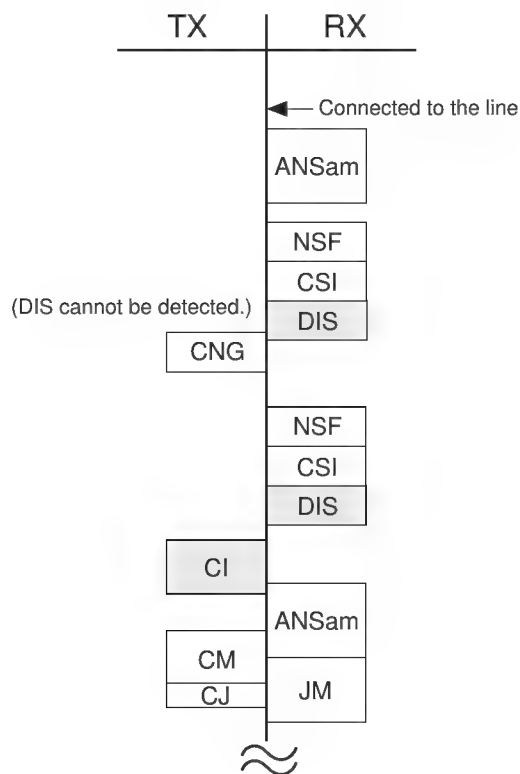 TX RX
Connected to the line
ANSam
NSF
CSI
(DIS cannot be detected.)
DIS
CNG
NSF
CSI
DIS
CI
ANSam
CM
JM
CJ